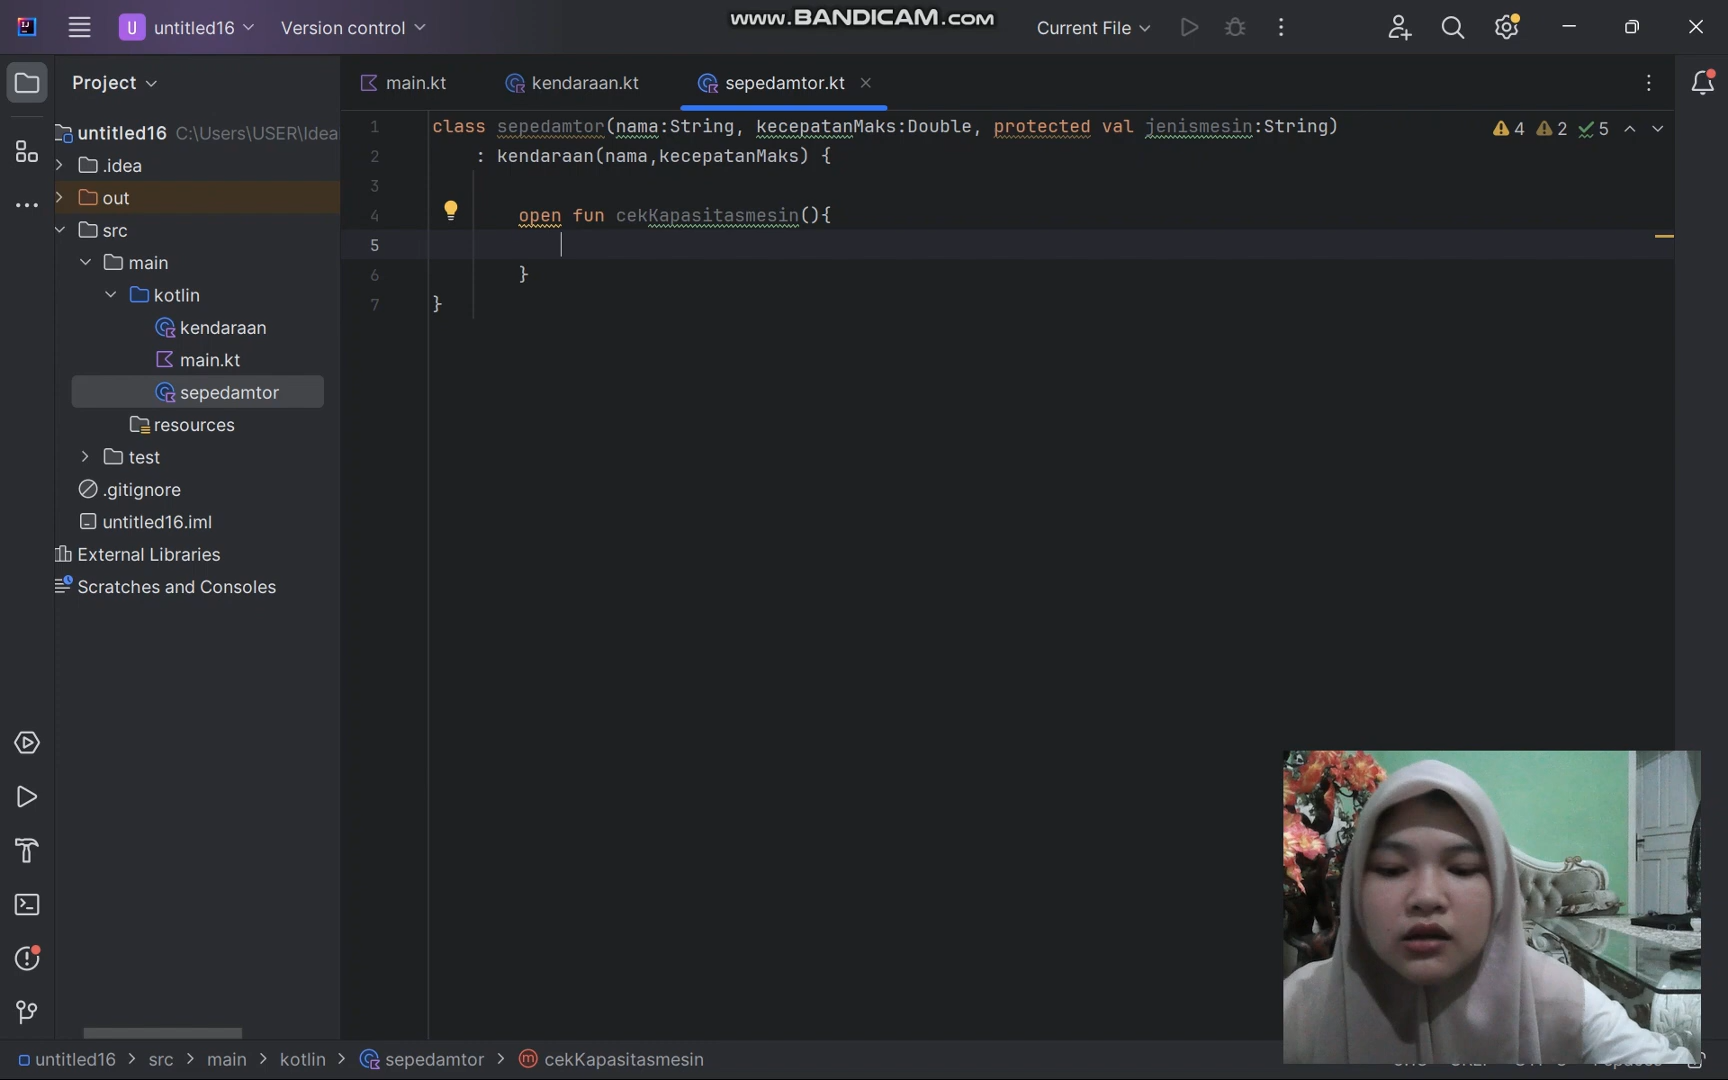 www.BANDICAM.com
U untitled16 Version control Current File
Project main.kt kendaraan.kt sepedamtor.kt
untitled16 C:\Users\USER\Idea
.idea
out
src
main
kotlin
kendaraan
main.kt
sepedamtor
resources
test
.gitignore
untitled16.iml
External Libraries
Scratches and Consoles
1 class sepedamtor(nama:String, kecepatanMaks:Double, protected val jenismesin:String) 4 2 5
2 : kendaraan(nama,kecepatanMaks) {
3
4 open fun cekKapasitasmesin(){
5
6 }
7 }
untitled16 > src > main > kotlin > sepedamtor > cekKapasitasmesin